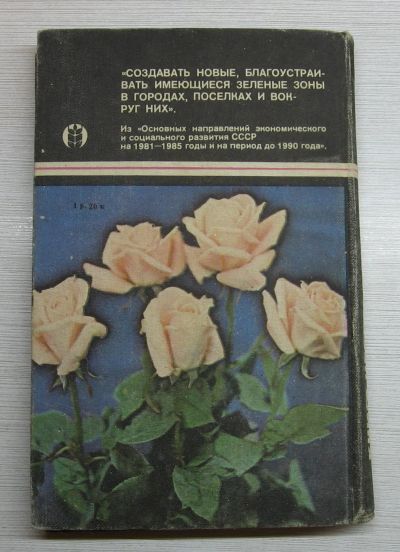 «СОЗДАВАТЬ НОВЫЕ, БЛАГОУСТРАИ-
ВАТЬ ИМЕЮЩИЕСЯ ЗЕЛЕНЫЕ ЗОНЫ
В ГОРОДАХ, ПОСЕЛКАХ И ВОК-
РУГ НИХ».
Из «Основных направлений экономического
и социального развития СССР
на 1981—1985 годы и на период до 1990 года».
1 р. 20 к